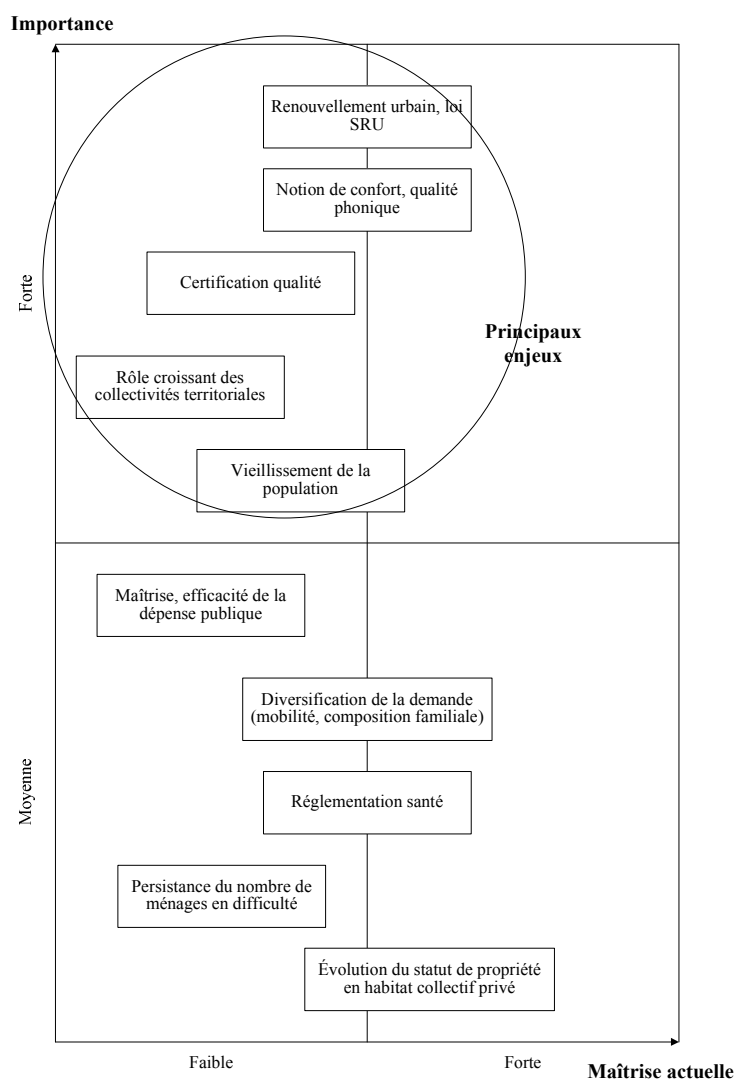 Importance
Renouvellement urbain, loi
SRU
Notion de confort, qualité
phonique
Certification qualité
Forte
Principaux
enjeux
Rôle croissant des
collectivités territoriales
Vieillissement de la
population
Maîtrise, efficacité de la
dépense publique
Diversification de la demande
(mobilité, composition familiale)
Moyenne
Réglementation santé
Persistance du nombre de
ménages en difficulté
Évolution du statut de propriété
en habitat collectif privé
Faible
Forte
Maîtrise actuelle